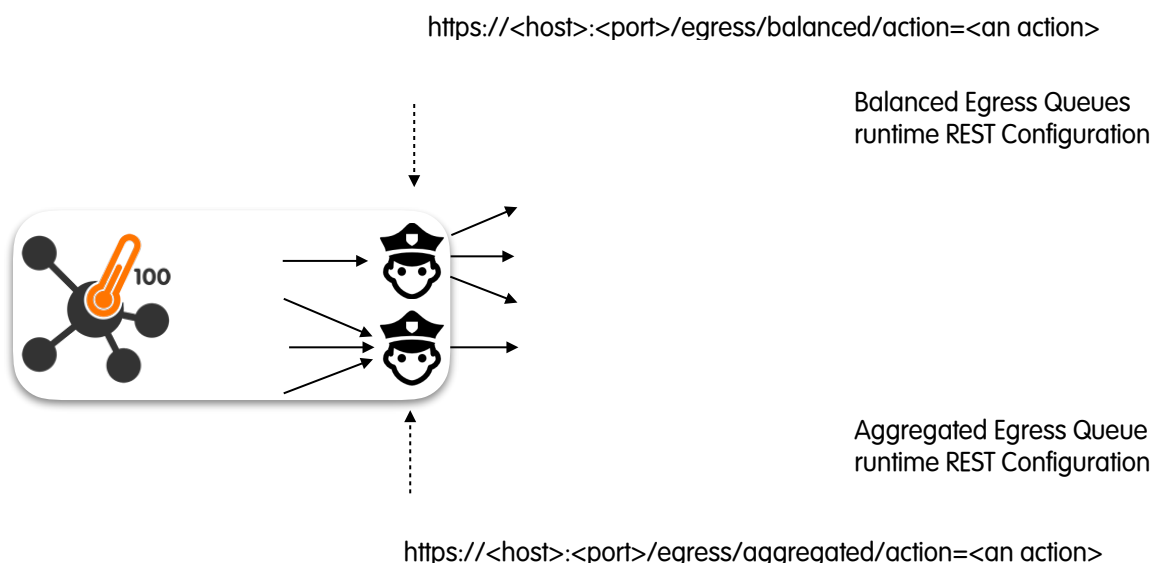 https://<host>:<port>/egress/balanced/action=<an action>
Balanced Egress Queues
runtime REST Configuration
100
Aggregated Egress Queue
runtime REST Configuration
https://<host>:<port>/egress/aggregated/action=<an action>